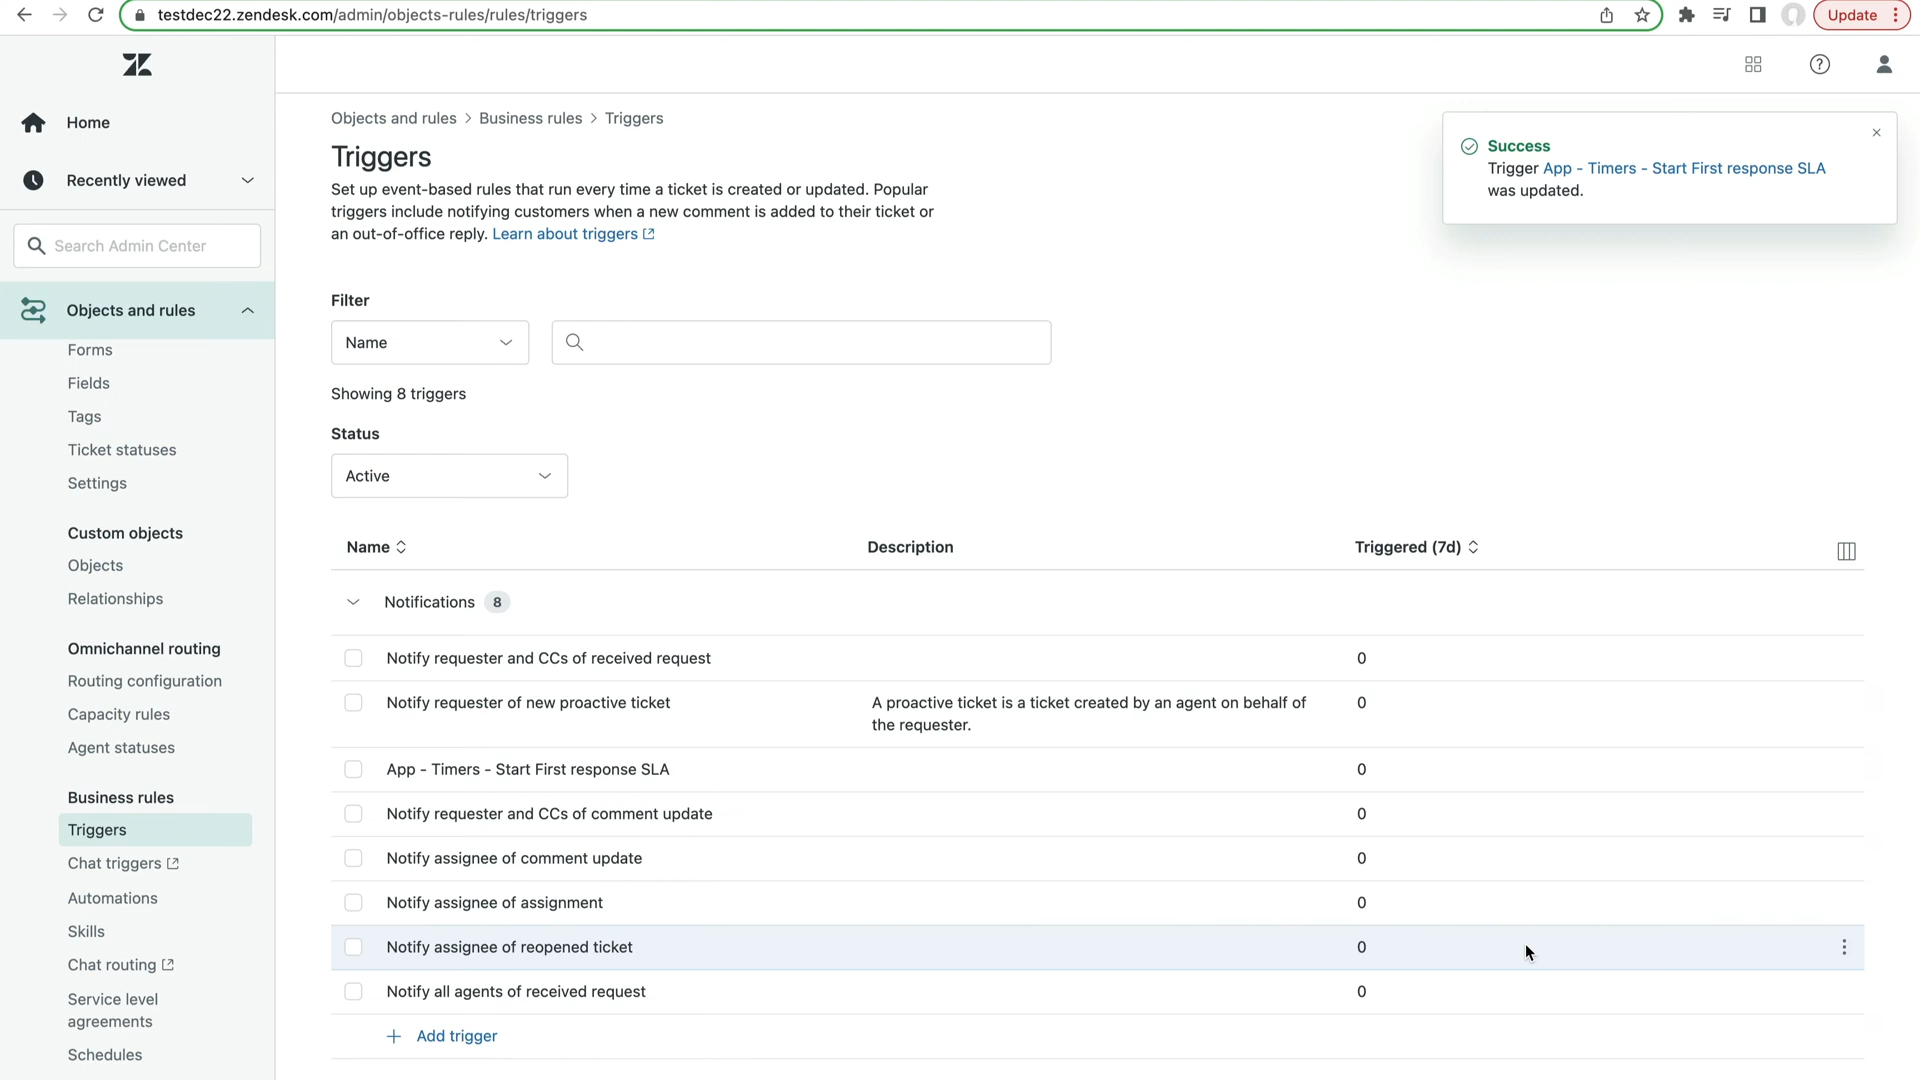 testdec22.zendesk.com/admin/objects-rules/rules/triggers
Update
Home
Recently viewed
Search Admin Center
Objects and rules
Forms
Fields
Tags
Ticket statuses
Settings
Custom objects
Objects
Relationships
Omnichannel routing
Routing configuration
Capacity rules
Agent statuses
Business rules
Triggers
Chat triggers
Automations
Skills
Chat routing
Service level
agreements
Schedules
Objects and rules > Business rules > Triggers
Triggers
Set up event-based rules that run every time a ticket is created or updated. Popular
triggers include notifying customers when a new comment is added to their ticket or
an out-of-office reply. Learn about triggers
Success
Trigger App - Timers - Start First response SLA
was updated.
Filter
Name
Showing 8 triggers
Status
Active
Name Description Triggered (7d)
Notifications 8
Notify requester and CCs of received request 0
Notify requester of new proactive ticket A proactive ticket is a ticket created by an agent on behalf of 0
the requester.
App - Timers - Start First response SLA 0
Notify requester and CCs of comment update 0
Notify assignee of comment update 0
Notify assignee of assignment 0
Notify assignee of reopened ticket 0
Notify all agents of received request 0
+ Add trigger